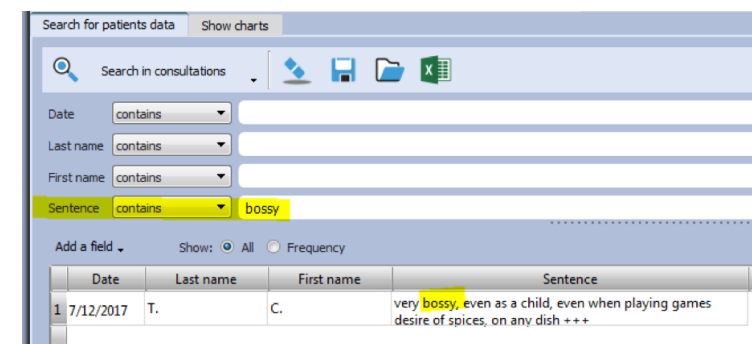 Search for patients data Show charts
Search in consultations
Date contains
Last name contains
First name contains
Sentence contains bossy
Add a field Show: All Frequency
Date Last name First name Sentence
1 7/12/2017 T. C. very bossy, even as a child, even when playing games
desire of spices, on any dish +++